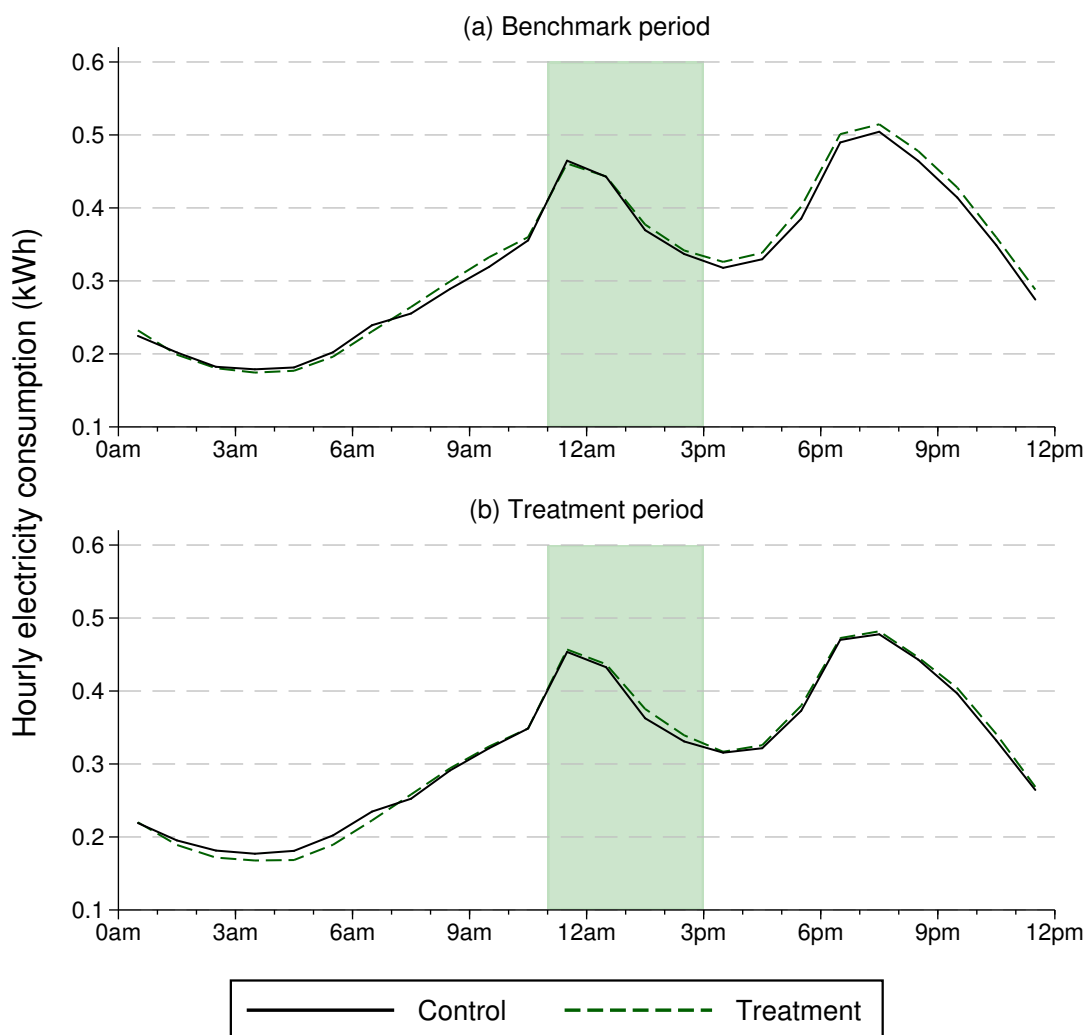 (a) Benchmark period
0.6
0.5
0.4
0.3
0.2
0.1
0am 3am 6am 9am 12am 3pm 6pm 9pm 12pm
Hourly electricity consumption (kWh)
(b) Treatment period
0.6
0.5
0.4
0.3
0.2
0.1
0am 3am 6am 9am 12am 3pm 6pm 9pm 12pm
Control Treatment